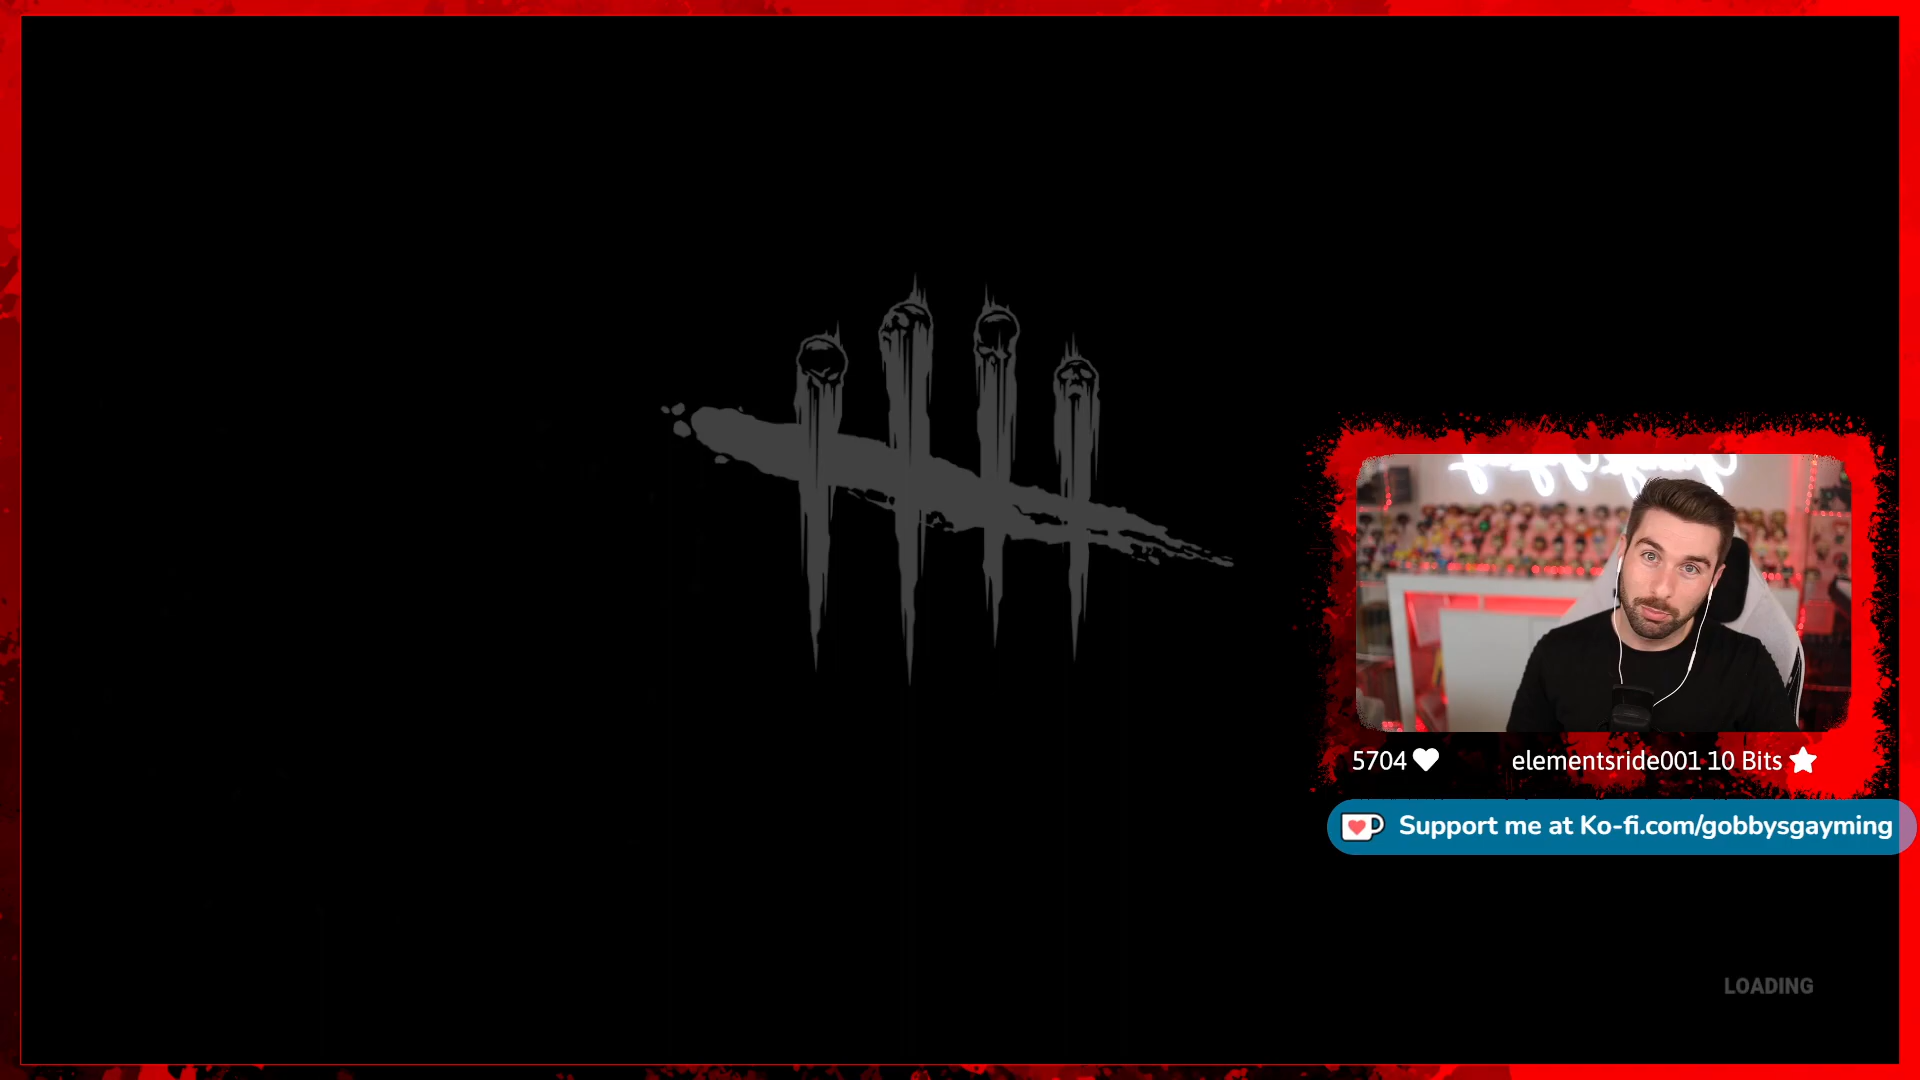 5704
elementsride001 10 Bits
Support me at Ko-fi.com/gobbysgayming
LOADING